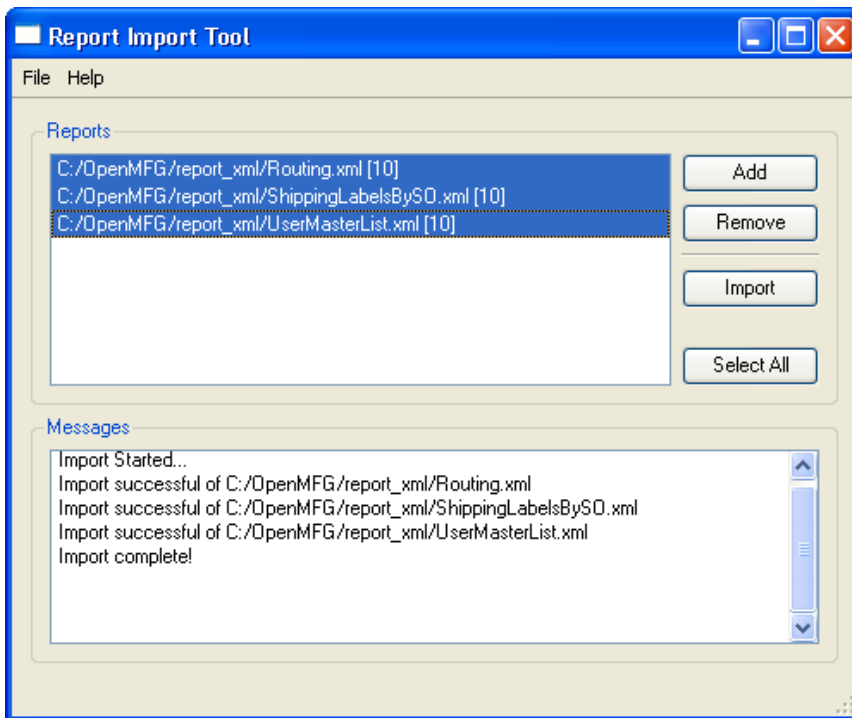 Report Import Tool
File Help
Reports
C:/OpenMFG/report_xml/Routing.xml [10]
C:/OpenMFG/report_xml/ShippingLabelsBySO.xml [10]
C:/OpenMFG/report_xml/UserMasterList.xml [10]
Add
Remove
Import
Select All
Messages
Import Started...
Import successful of C:/OpenMFG/report_xml/Routing.xml
Import successful of C:/OpenMFG/report_xml/ShippingLabelsBySO.xml
Import successful of C:/OpenMFG/report_xml/UserMasterList.xml
Import complete!